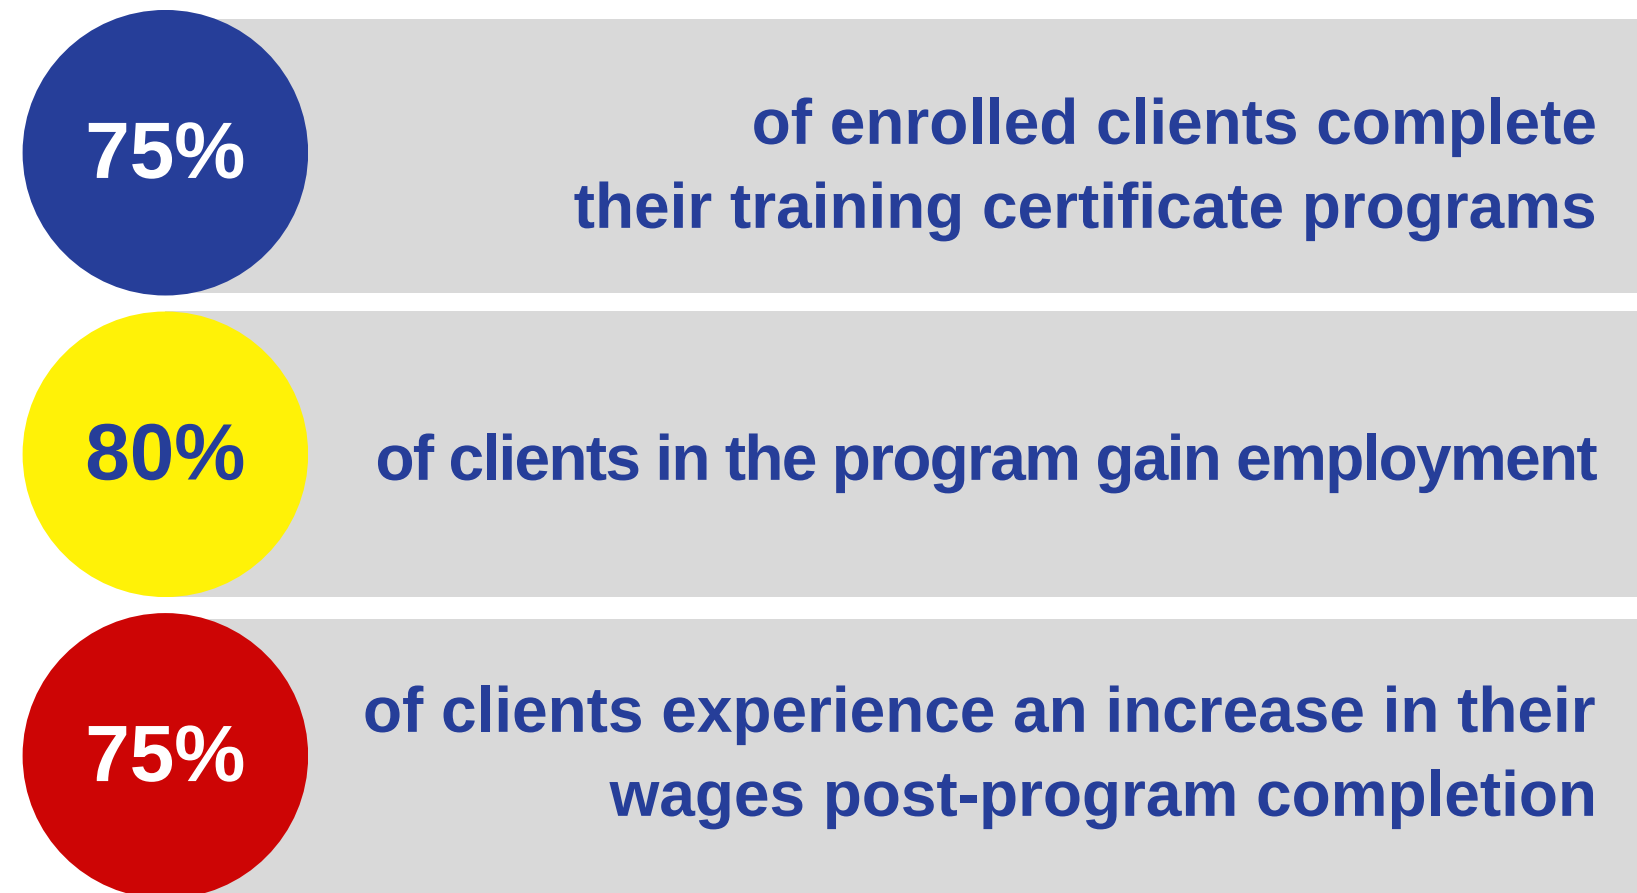 75%
of enrolled clients complete
their training certificate programs
80%
of clients in the program gain employment
75%
of clients experience an increase in their
wages post-program completion